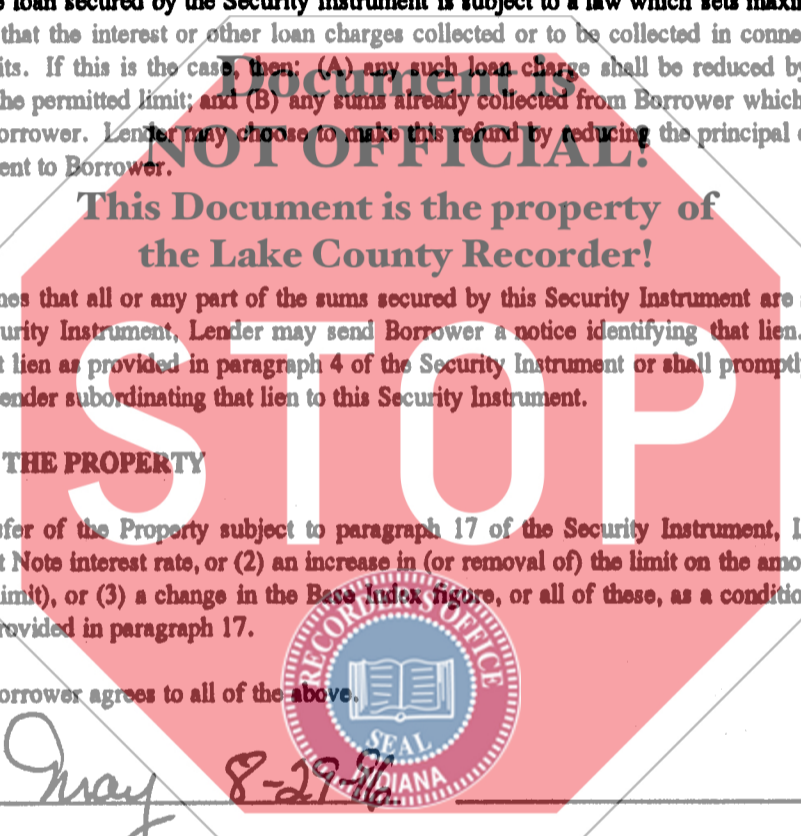 loan secured by the Security Instrument is subject to a law which sets maxi
that the interest or other loan charges collected or to be collected in conne
its. If this is the case, then: (A) any such loan charge shall be reduced by
he permitted limit; and (B) any sums already collected from Borrower which
orrower. Lender may choose to make this refund by reducing the principal
ent to Borrower.
Document is
NOT OFFICIAL!
This Document is the property of
the Lake County Recorder!
nes that all or any part of the sums secured by this Security Instrument are
urity Instrument, Lender may send Borrower a notice identifying that lien.
t lien as provided in paragraph 4 of the Security Instrument or shall promptl
ender subordinating that lien to this Security Instrument.
STOP
THE PROPERTY
fer of the Property subject to paragraph 17 of the Security Instrument, L
t Note interest rate, or (2) an increase in (or removal of) the limit on the amo
imit), or (3) a change in the Base Index figure, or all of these, as a conditio
rovided in paragraph 17.
orrower agrees to all of the above.
RECORDER'S OFFICE
SEAL
INDIANA
8-29-96